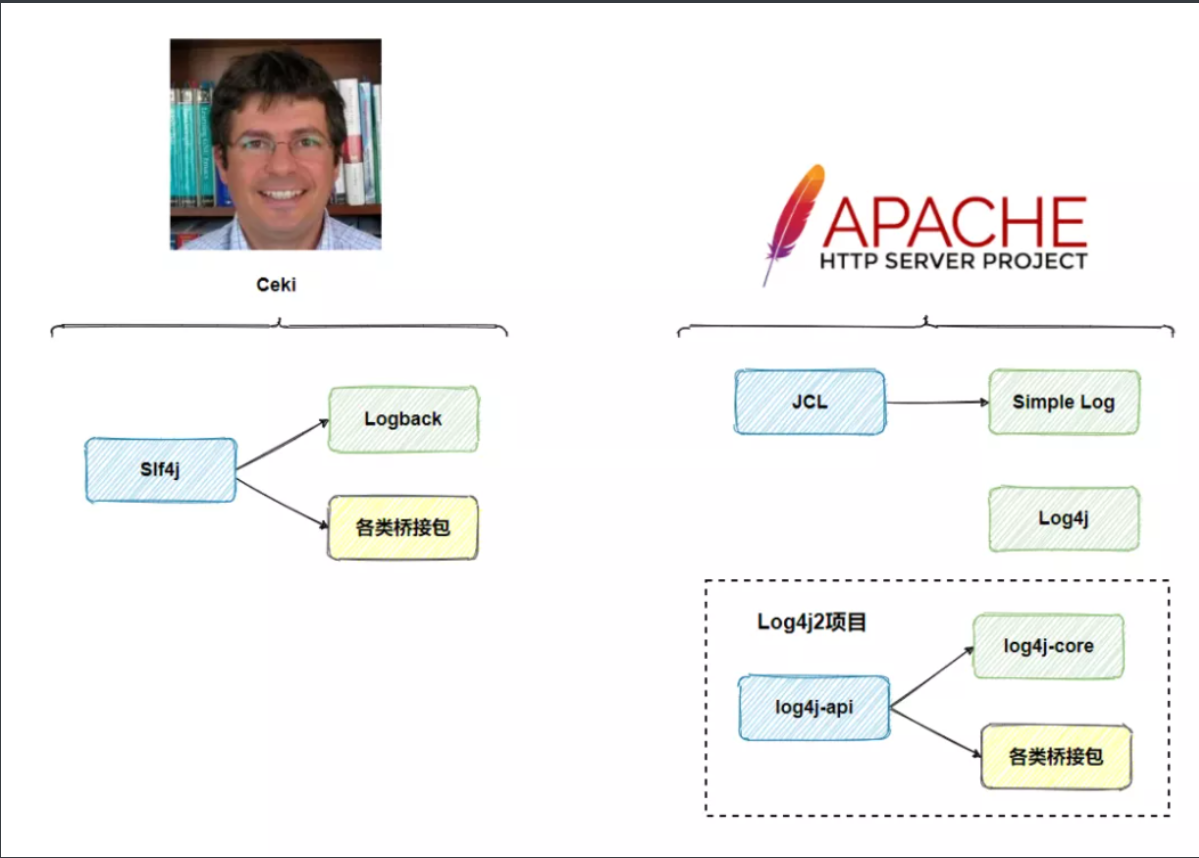 Ceki
APACHE
HTTP SERVER PROJECT
Slf4j
Logback
各类桥接包
JCL
Simple Log
Log4j
Log4j2项目
log4j-api
log4j-core
各类桥接包